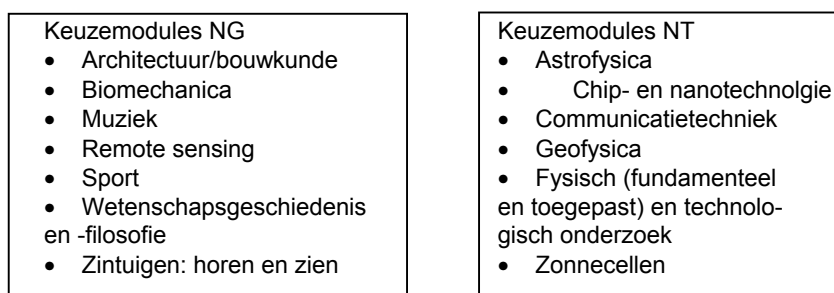 Keuzemodules NG
• Architectuur/bouwkunde
• Biomechanica
• Muziek
• Remote sensing
• Sport
• Wetenschapsgeschiedenis
en -filosofie
• Zintuigen: horen en zien
Keuzemodules NT
• Astrofysica
• Chip- en nanotechnolgie
• Communicatietechniek
• Geofysica
• Fysisch (fundamenteel
en toegepast) en technolo-
gisch onderzoek
• Zonnecellen